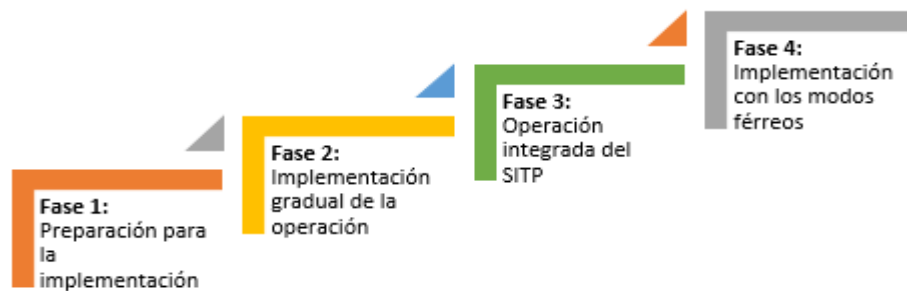 Fase 1:
Preparación para
la
implementación
Fase 2:
Implementación
gradual de la
operación
Fase 3:
Operación
integrada del
SITP
Fase 4:
Implementación
con los modos
férreos